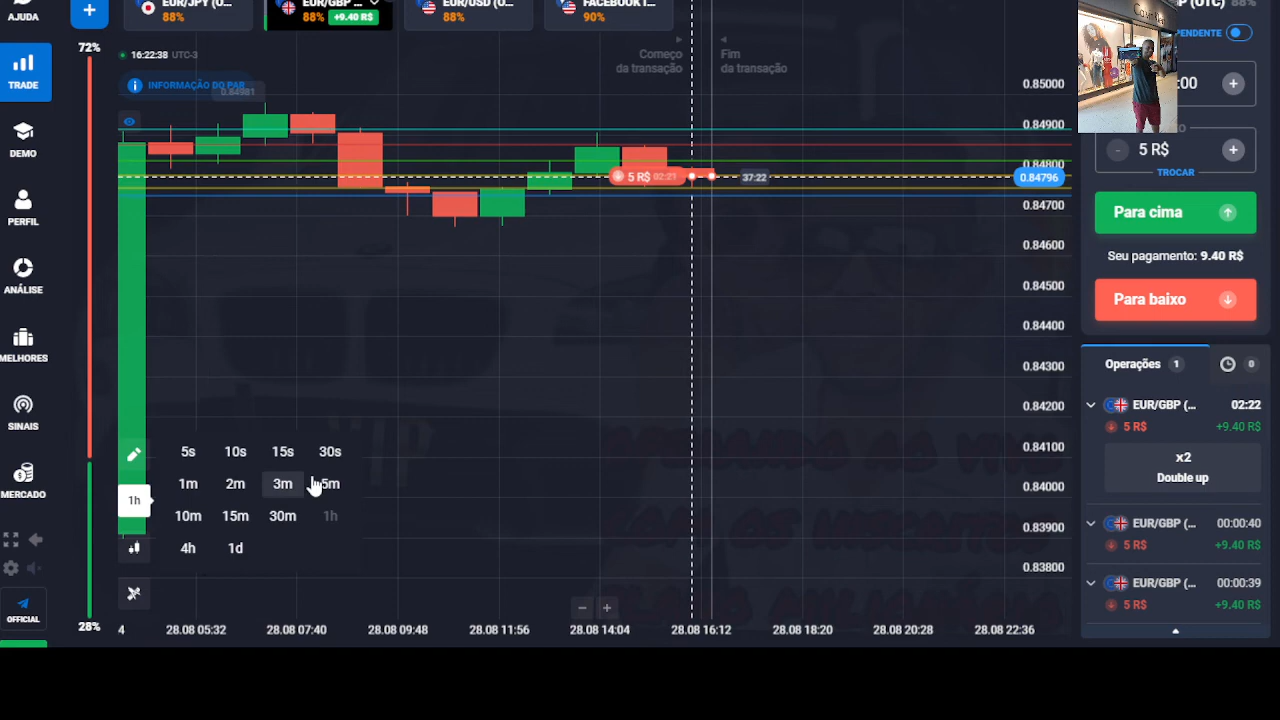 AJUDA
TRADE
DEMO
PERFIL
ANÁLISE
MELHORES
SINAIS
MERCADO
OFFICIAL
+
72%
28%
EUR/JPY (O...
88%
EUR/GBP ...
88% +9.40 R$
EUR/USD (O...
88%
FACEBOOK I...
90%
16:22:38 UTC-3
INFORMAÇÃO DO PAR
0.84981
Começo
da transação
Fim
da transação
5 R$ 02:21
37:22
0.85000
0.84900
0.84800
0.84796
0.84700
0.84600
0.84500
0.84400
0.84300
0.84200
0.84100
0.84000
0.83900
0.83800
5s 10s 15s 30s
1m 2m 3m 5m
1h
10m 15m 30m 1h
4h 1d
− +
4 28.08 05:32 28.08 07:40 28.08 09:48 28.08 11:56 28.08 14:04 28.08 16:12 28.08 18:20 28.08 20:28 28.08 22:36
P (OTC) 88%
PENDENTE
:00 +
- 5 R$ +
TROCAR
Para cima
Seu pagamento: 9.40 R$
Para baixo
Operações 1 0
EUR/GBP (... 02:22
5 R$ +9.40 R$
x2
Double up
EUR/GBP (... 00:00:40
5 R$ +9.40 R$
EUR/GBP (... 00:00:39
5 R$ +9.40 R$